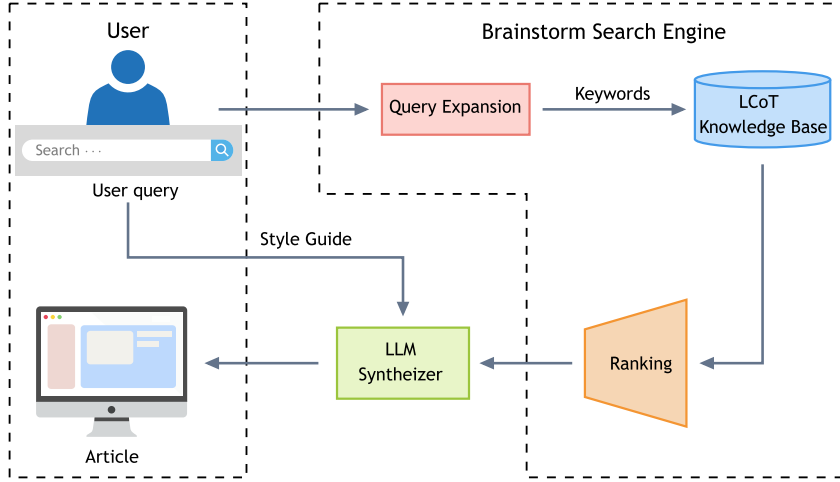 User
Brainstorm Search Engine
Query Expansion
Keywords
LCoT
Knowledge Base
Search ···
User query
Style Guide
LLM
Syntheizer
Ranking
Article